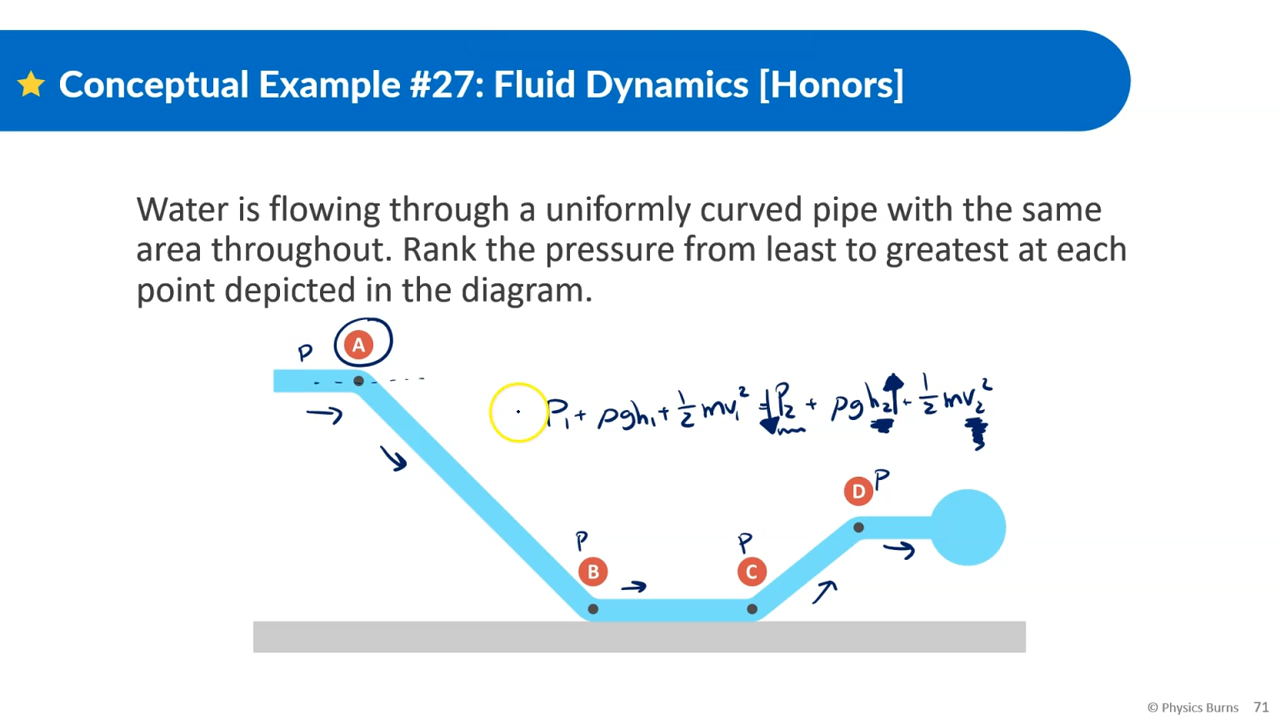 Conceptual Example #27: Fluid Dynamics [Honors]
Water is flowing through a uniformly curved pipe with the same
area throughout. Rank the pressure from least to greatest at each
point depicted in the diagram.
P A
P₁ + ρgh₁ + ½mv₁² = P₂ + ρgh₂ + ½mv₂²
D P
P
B
P
C
© Physics Burns 71